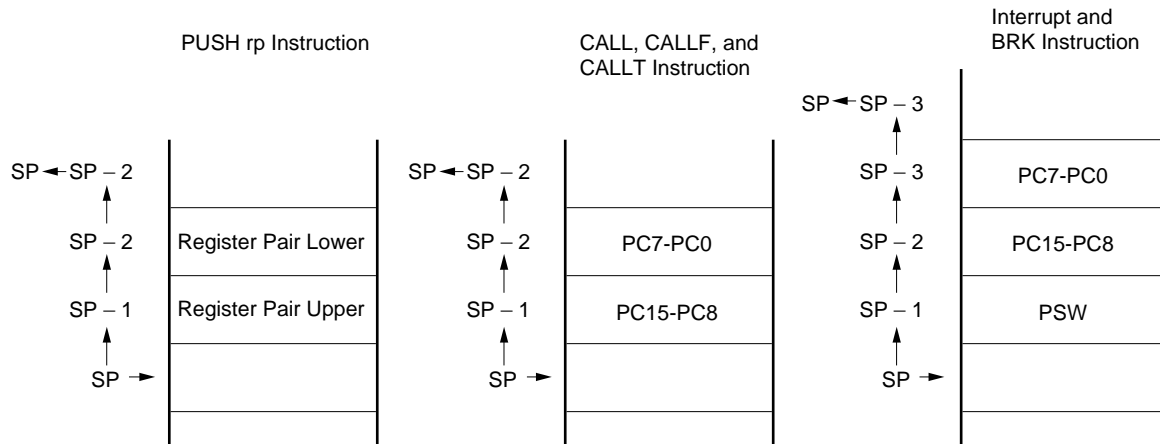 PUSH rp Instruction
SP SP – 2
SP – 2
Register Pair Lower
SP – 1
Register Pair Upper
SP
CALL, CALLF, and
CALLT Instruction
SP SP – 2
SP – 2
PC7-PC0
SP – 1
PC15-PC8
SP
Interrupt and
BRK Instruction
SP SP – 3
SP – 3
PC7-PC0
SP – 2
PC15-PC8
SP – 1
PSW
SP